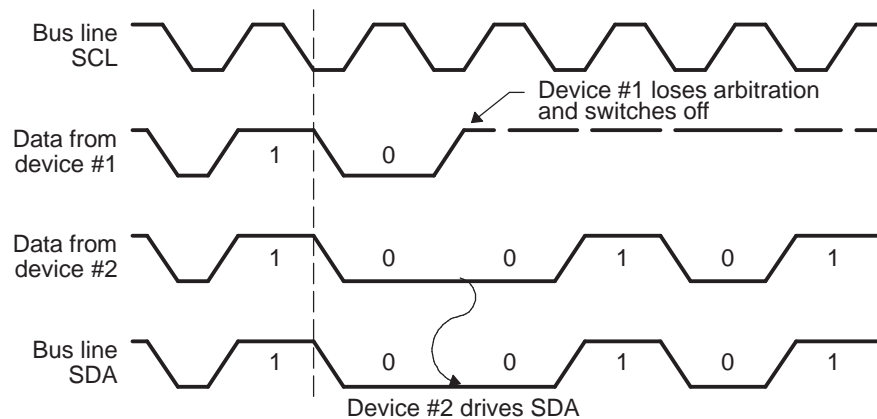 Bus line
SCL
Device #1 loses arbitration
and switches off
Data from
device #1
1 0
Data from
device #2
1 0 0 1 0 1
Bus line
SDA
1 0 0 1 0 1
Device #2 drives SDA